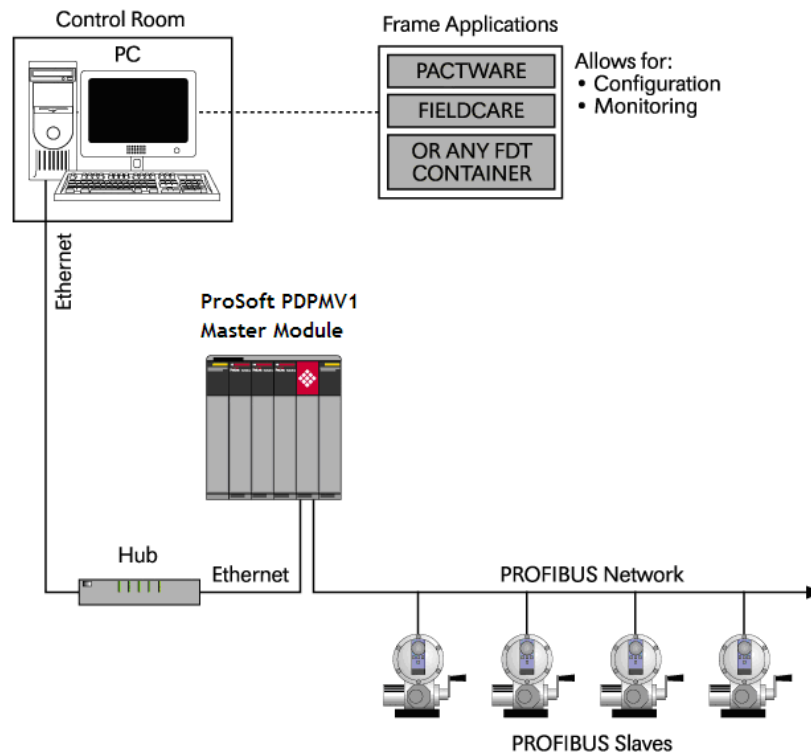 Control Room
PC
Frame Applications
PACTWARE
FIELDCARE
OR ANY FDT
CONTAINER
Allows for:
• Configuration
• Monitoring
Ethernet
ProSoft PDPMV1
Master Module
Hub
Ethernet
PROFIBUS Network
PROFIBUS Slaves